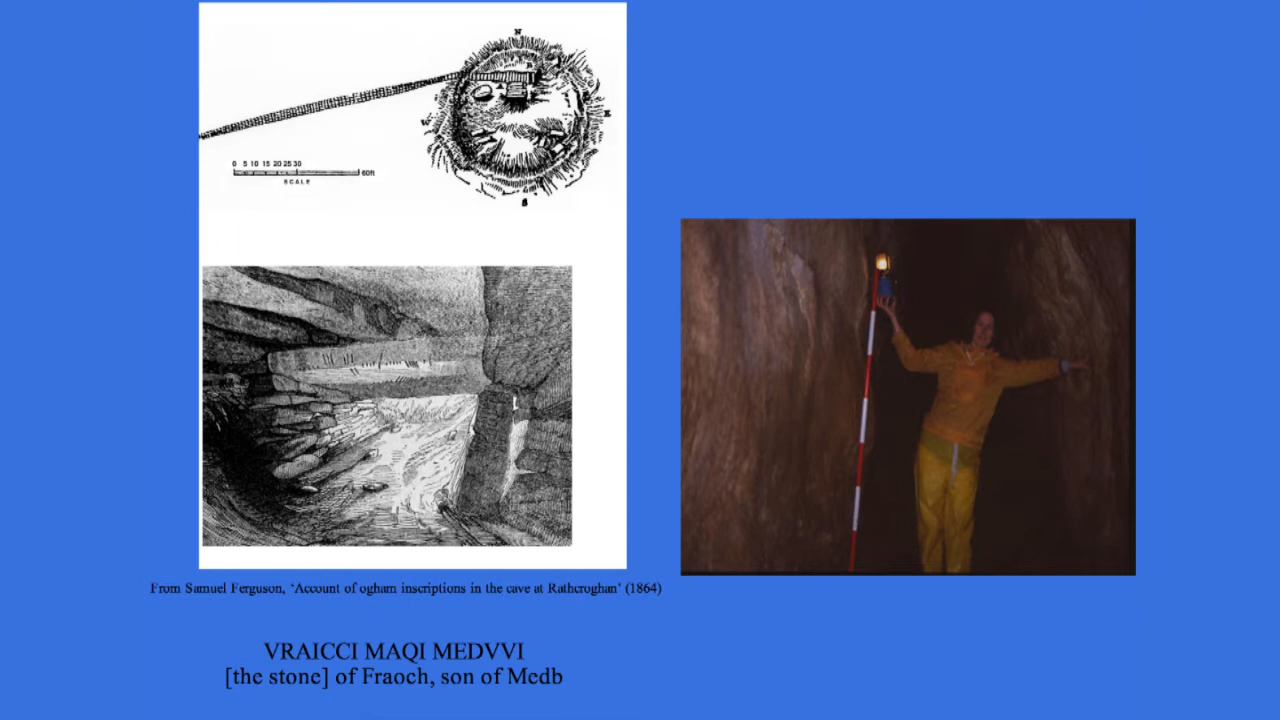 N
W
E
S
0 5 10 15 20 25 30
60ft
SCALE
From Samuel Ferguson, ‘Account of ogham inscriptions in the cave at Rathcroghan’ (1864)
VRAICCI MAQI MEDVVI
[the stone] of Fraoch, son of Medb